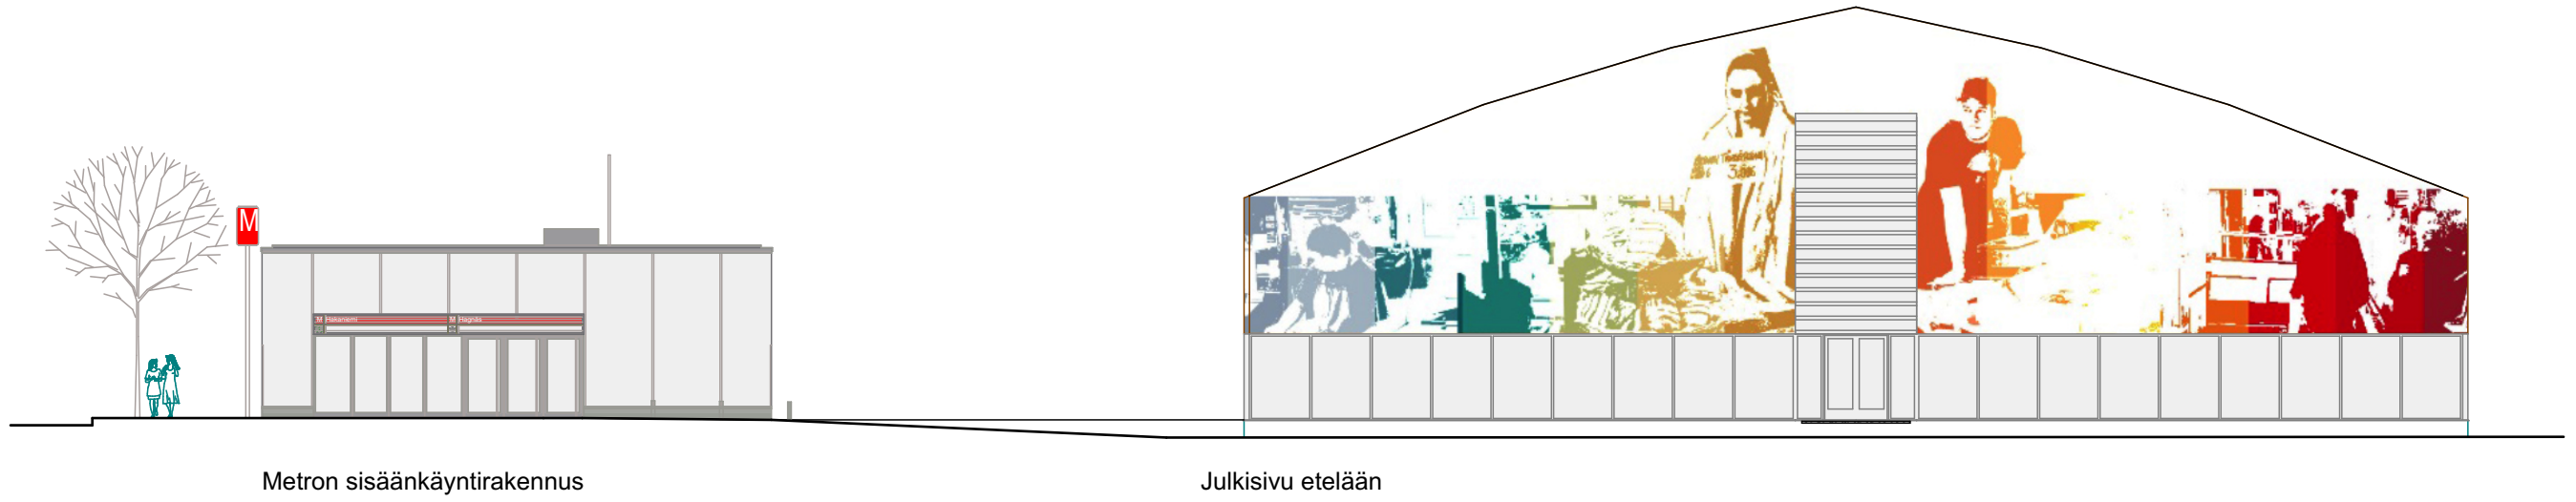 M
M Hakaniemi M Hagnäs
Metron sisäänkäyntirakennus
Julkisivu etelään